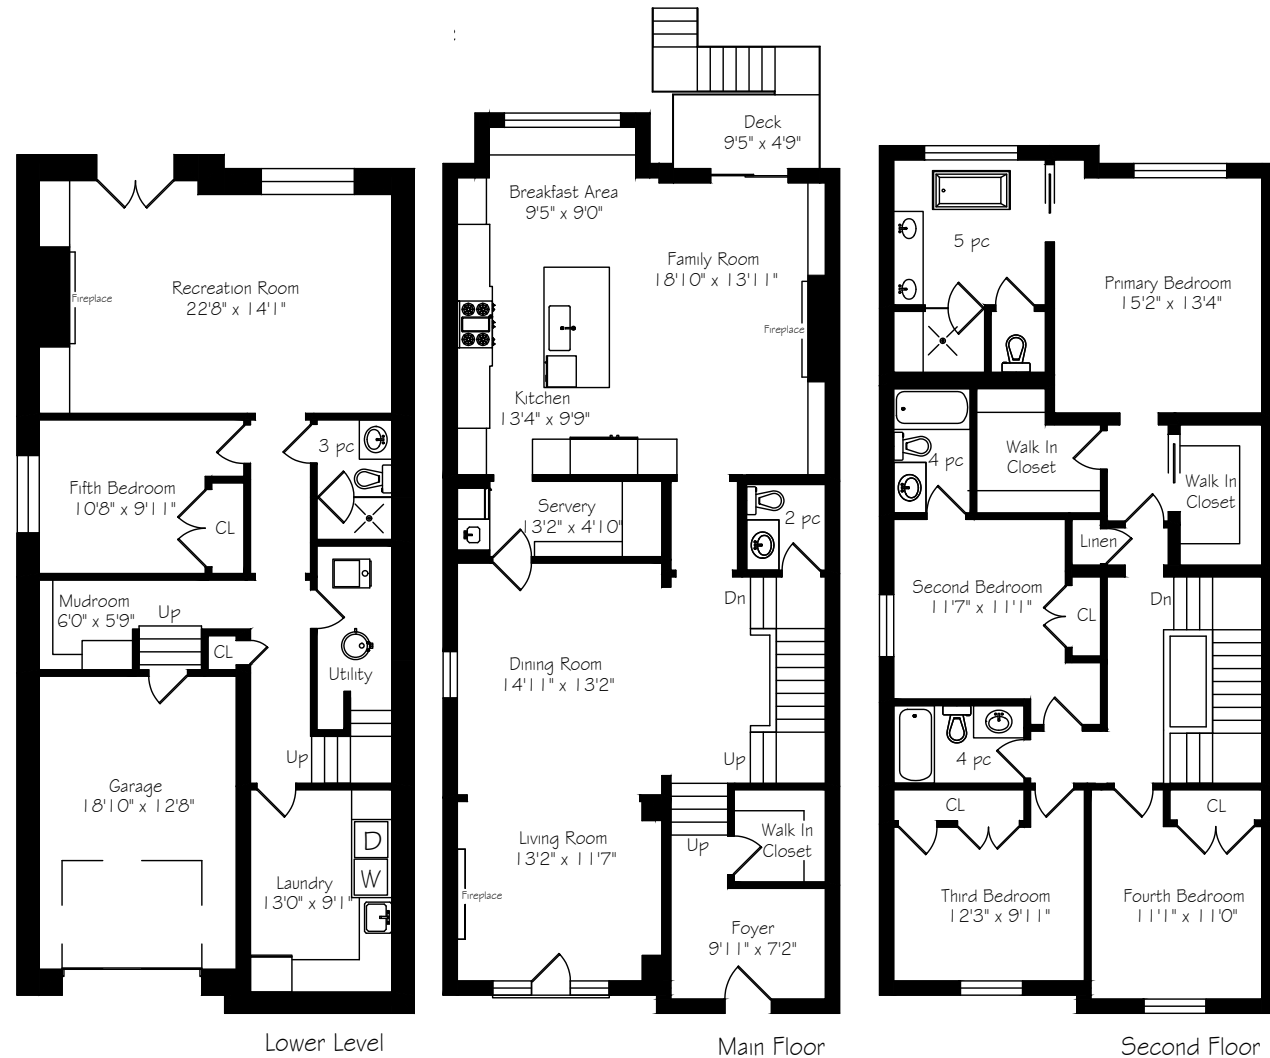 Recreation Room
22'8" x 14'1"
Fireplace
3 pc
Fifth Bedroom
10'8" x 9'11"
CL
Mudroom
6'0" x 5'9"
Up
CL
Utility
Up
Garage
18'10" x 12'8"
D
W
Laundry
13'0" x 9'1"
Lower Level
Deck
9'5" x 4'9"
Breakfast Area
9'5" x 9'0"
Family Room
18'10" x 13'11"
Fireplace
Kitchen
13'4" x 9'9"
Servery
13'2" x 4'10"
2 pc
Dn
Dining Room
14'11" x 13'2"
Up
Living Room
13'2" x 11'7"
Up
Walk In
Closet
Fireplace
Foyer
9'11" x 7'2"
Main Floor
5 pc
Primary Bedroom
15'2" x 13'4"
4 pc
Walk In
Closet
Walk In
Closet
Linen
Second Bedroom
11'7" x 11'1"
CL
Dn
4 pc
CL
CL
Third Bedroom
12'3" x 9'11"
Fourth Bedroom
11'1" x 11'0"
Second Floor